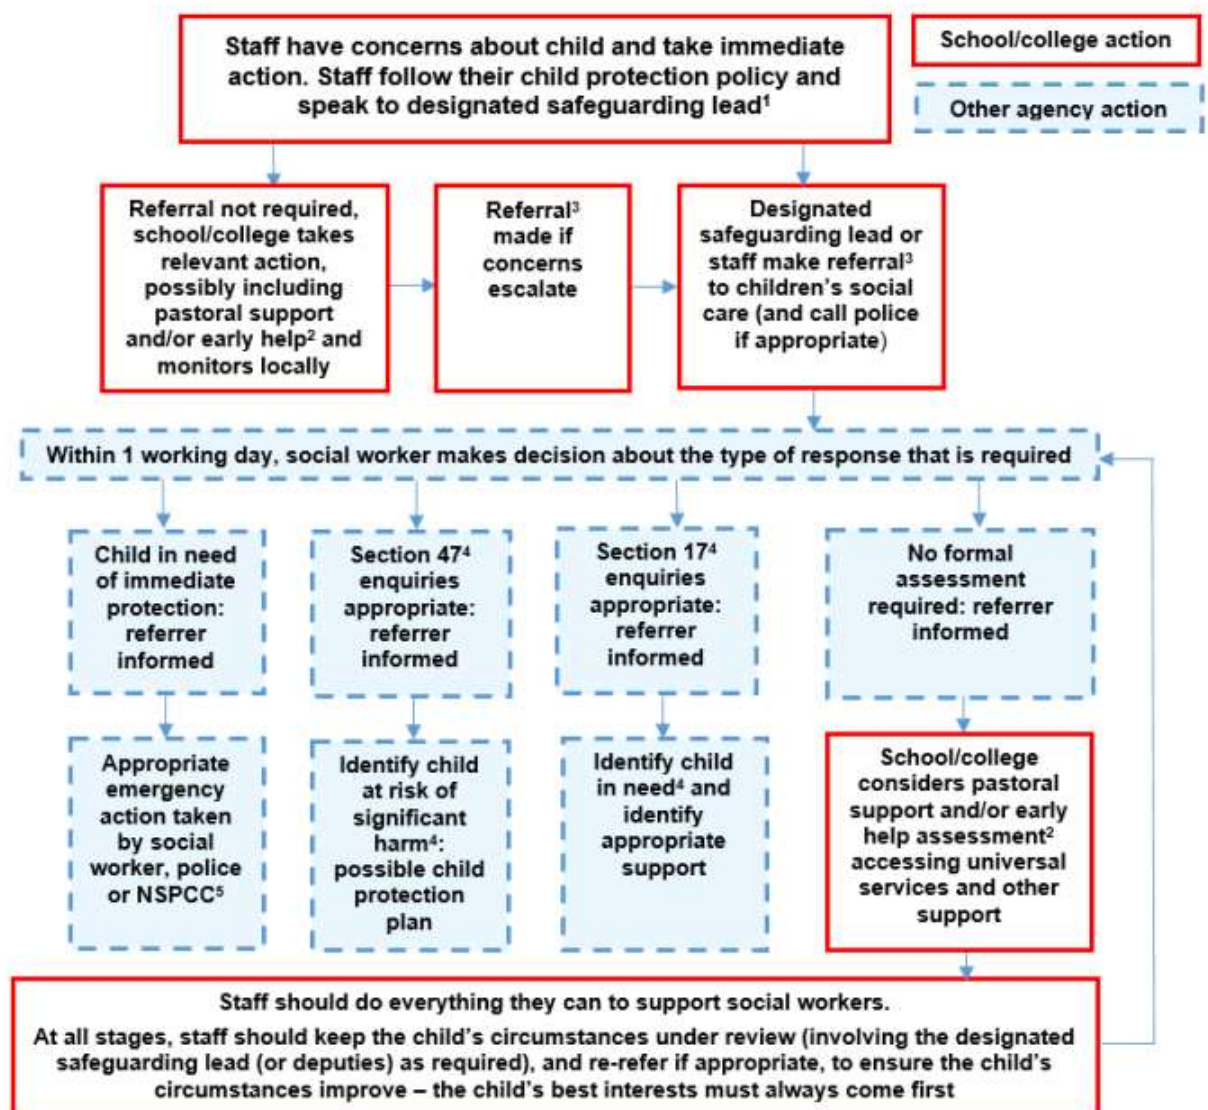 Staff have concerns about child and take immediate
action. Staff follow their child protection policy and
speak to designated safeguarding lead¹
School/college action
Other agency action
Referral not required,
school/college takes
relevant action,
possibly including
pastoral support
and/or early help² and
monitors locally
Referral³
made if
concerns
escalate
Designated
safeguarding lead or
staff make referral³
to children's social
care (and call police
if appropriate)
Within 1 working day, social worker makes decision about the type of response that is required
Child in need
of immediate
protection:
referrer
informed
Section 47⁴
enquiries
appropriate:
referrer
informed
Section 17⁴
enquiries
appropriate:
referrer
informed
No formal
assessment
required: referrer
informed
Appropriate
emergency
action taken
by social
worker, police
or NSPCC⁵
Identify child
at risk of
significant
harm⁴:
possible child
protection
plan
Identify child
in need⁴ and
identify
appropriate
support
School/college
considers pastoral
support and/or early
help assessment²
accessing universal
services and other
support
Staff should do everything they can to support social workers.
At all stages, staff should keep the child's circumstances under review (involving the designated
safeguarding lead (or deputies) as required), and re-refer if appropriate, to ensure the child's
circumstances improve – the child's best interests must always come first